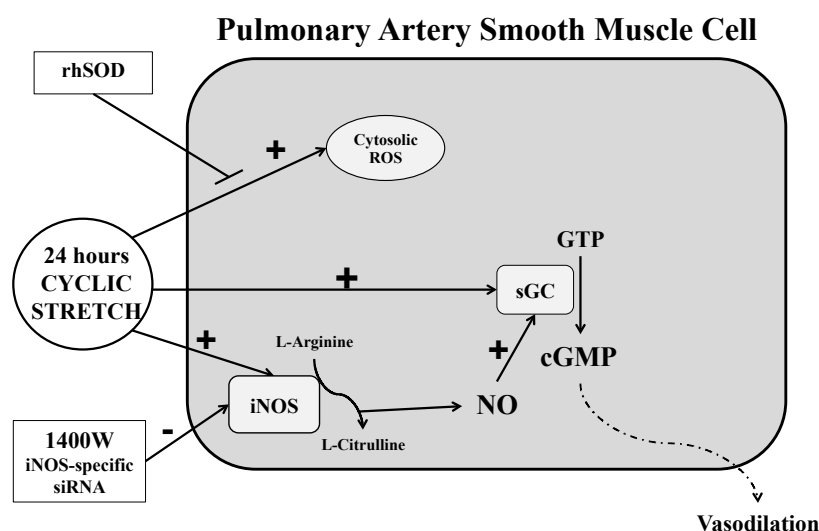 Pulmonary Artery Smooth Muscle Cell
rhSOD
+
Cytosolic
ROS
24 hours
CYCLIC
STRETCH
+
GTP
sGC
+
L-Arginine
+
cGMP
iNOS
NO
L-Citrulline
-
1400W
iNOS-specific
siRNA
Vasodilation